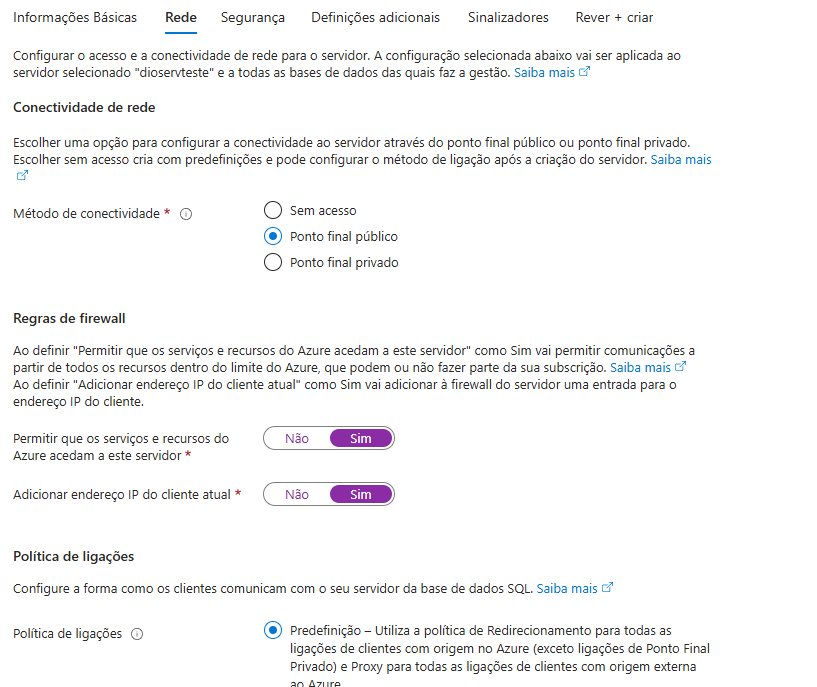 Informações Básicas Rede Segurança Definições adicionais Sinalizadores Rever + criar
Configurar o acesso e a conectividade de rede para o servidor. A configuração selecionada abaixo vai ser aplicada ao
servidor selecionado "dioservteste" e a todas as bases de dados das quais faz a gestão. Saiba mais
Conectividade de rede
Escolher uma opção para configurar a conectividade ao servidor através do ponto final público ou ponto final privado.
Escolher sem acesso cria com predefinições e pode configurar o método de ligação após a criação do servidor. Saiba mais
Método de conectividade *
Sem acesso
Ponto final público
Ponto final privado
Regras de firewall
Ao definir "Permitir que os serviços e recursos do Azure acedam a este servidor" como Sim vai permitir comunicações a
partir de todos os recursos dentro do limite do Azure, que podem ou não fazer parte da sua subscrição. Saiba mais
Ao definir "Adicionar endereço IP do cliente atual" como Sim vai adicionar à firewall do servidor uma entrada para o
endereço IP do cliente.
Permitir que os serviços e recursos do
Azure acedam a este servidor *
Não Sim
Adicionar endereço IP do cliente atual *
Não Sim
Política de ligações
Configure a forma como os clientes comunicam com o seu servidor da base de dados SQL. Saiba mais
Política de ligações
Predefinição – Utiliza a política de Redirecionamento para todas as
ligações de clientes com origem no Azure (exceto ligações de Ponto Final
Privado) e Proxy para todas as ligações de clientes com origem externa
ao Azure